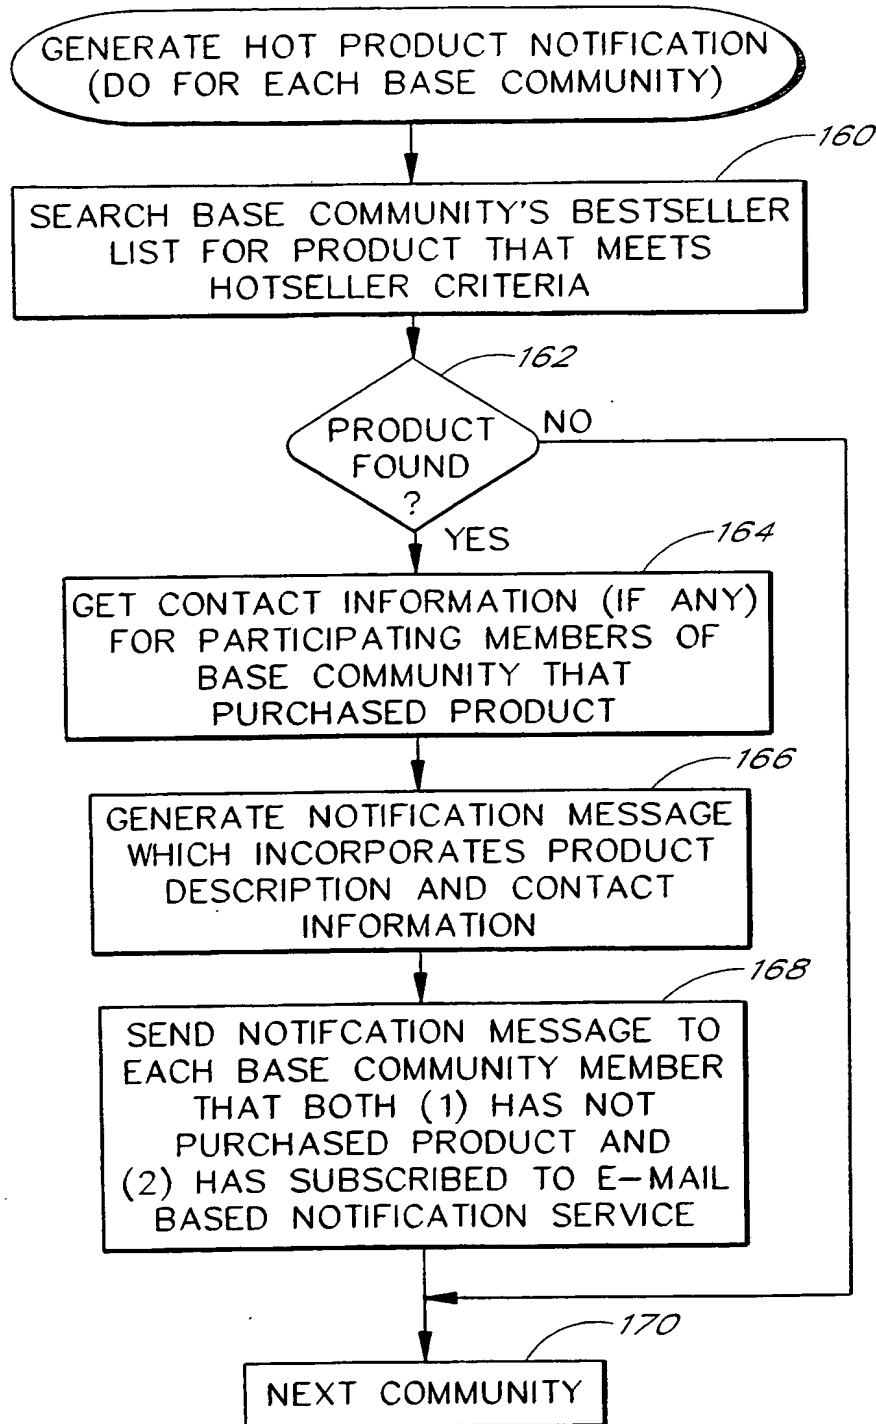 GENERATE HOT PRODUCT NOTIFICATION
(DO FOR EACH BASE COMMUNITY)
160
SEARCH BASE COMMUNITY'S BESTSELLER
LIST FOR PRODUCT THAT MEETS
HOTSELLER CRITERIA
162
PRODUCT
FOUND
?
NO
YES
164
GET CONTACT INFORMATION (IF ANY)
FOR PARTICIPATING MEMBERS OF
BASE COMMUNITY THAT
PURCHASED PRODUCT
166
GENERATE NOTIFICATION MESSAGE
WHICH INCORPORATES PRODUCT
DESCRIPTION AND CONTACT
INFORMATION
168
SEND NOTIFCATION MESSAGE TO
EACH BASE COMMUNITY MEMBER
THAT BOTH (1) HAS NOT
PURCHASED PRODUCT AND
(2) HAS SUBSCRIBED TO E-MAIL
BASED NOTIFICATION SERVICE
170
NEXT COMMUNITY